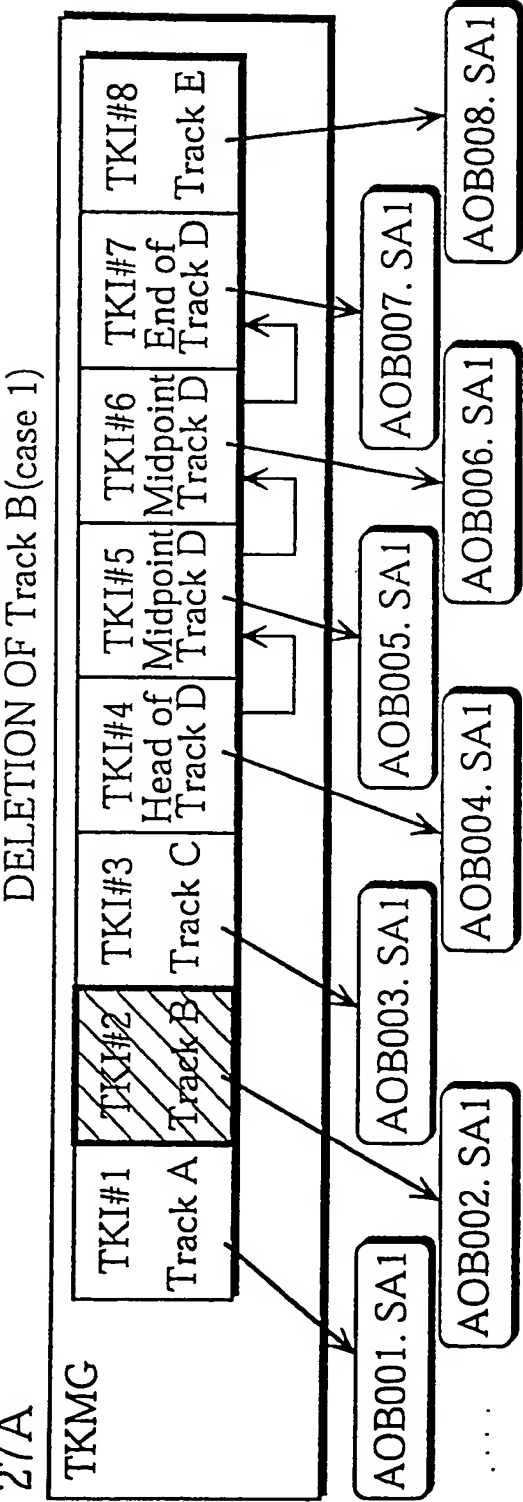 27A
DELETION OF Track B(case 1)
TKMG
TKI#1
Track A
TKI#2
Track B
TKI#3
Track C
TKI#4
Head of
Track D
TKI#5
Midpoint
Track D
TKI#6
Midpoint
Track D
TKI#7
End of
Track D
TKI#8
Track E
AOB001. SA1
AOB002. SA1
AOB003. SA1
AOB004. SA1
AOB005. SA1
AOB006. SA1
AOB007. SA1
AOB008. SA1
. . . .